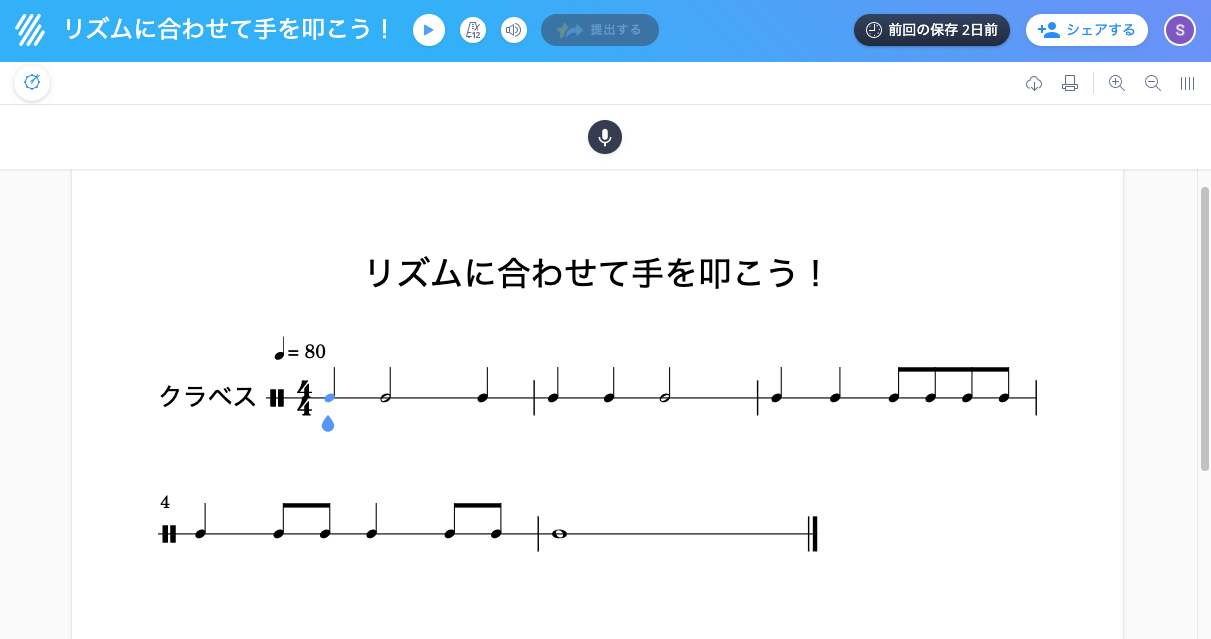 リズムに合わせて手を叩こう！
提出する
前回の保存 2日前
シェアする
S
リズムに合わせて手を叩こう！
= 80
クラベス
4
4
4